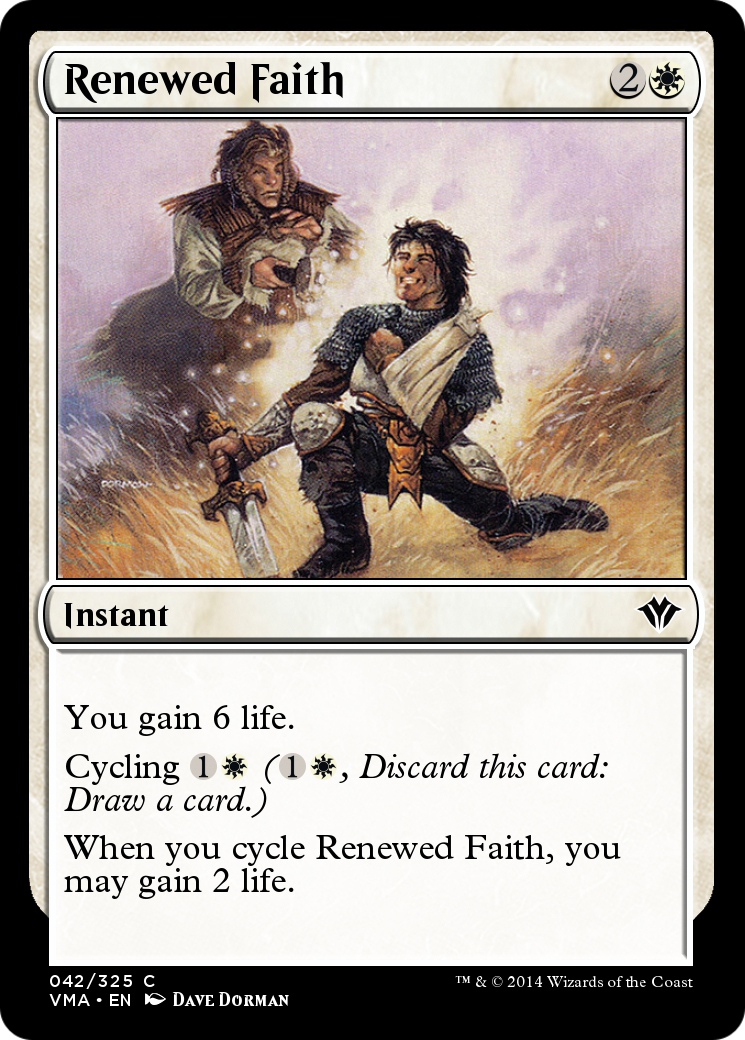 Renewed Faith 2
DORMAN
Instant
You gain 6 life.
Cycling 1 (1, Discard this card:
Draw a card.)
When you cycle Renewed Faith, you
may gain 2 life.
042/325 C
™ & © 2014 Wizards of the Coast
VMA • EN DAVE DORMAN